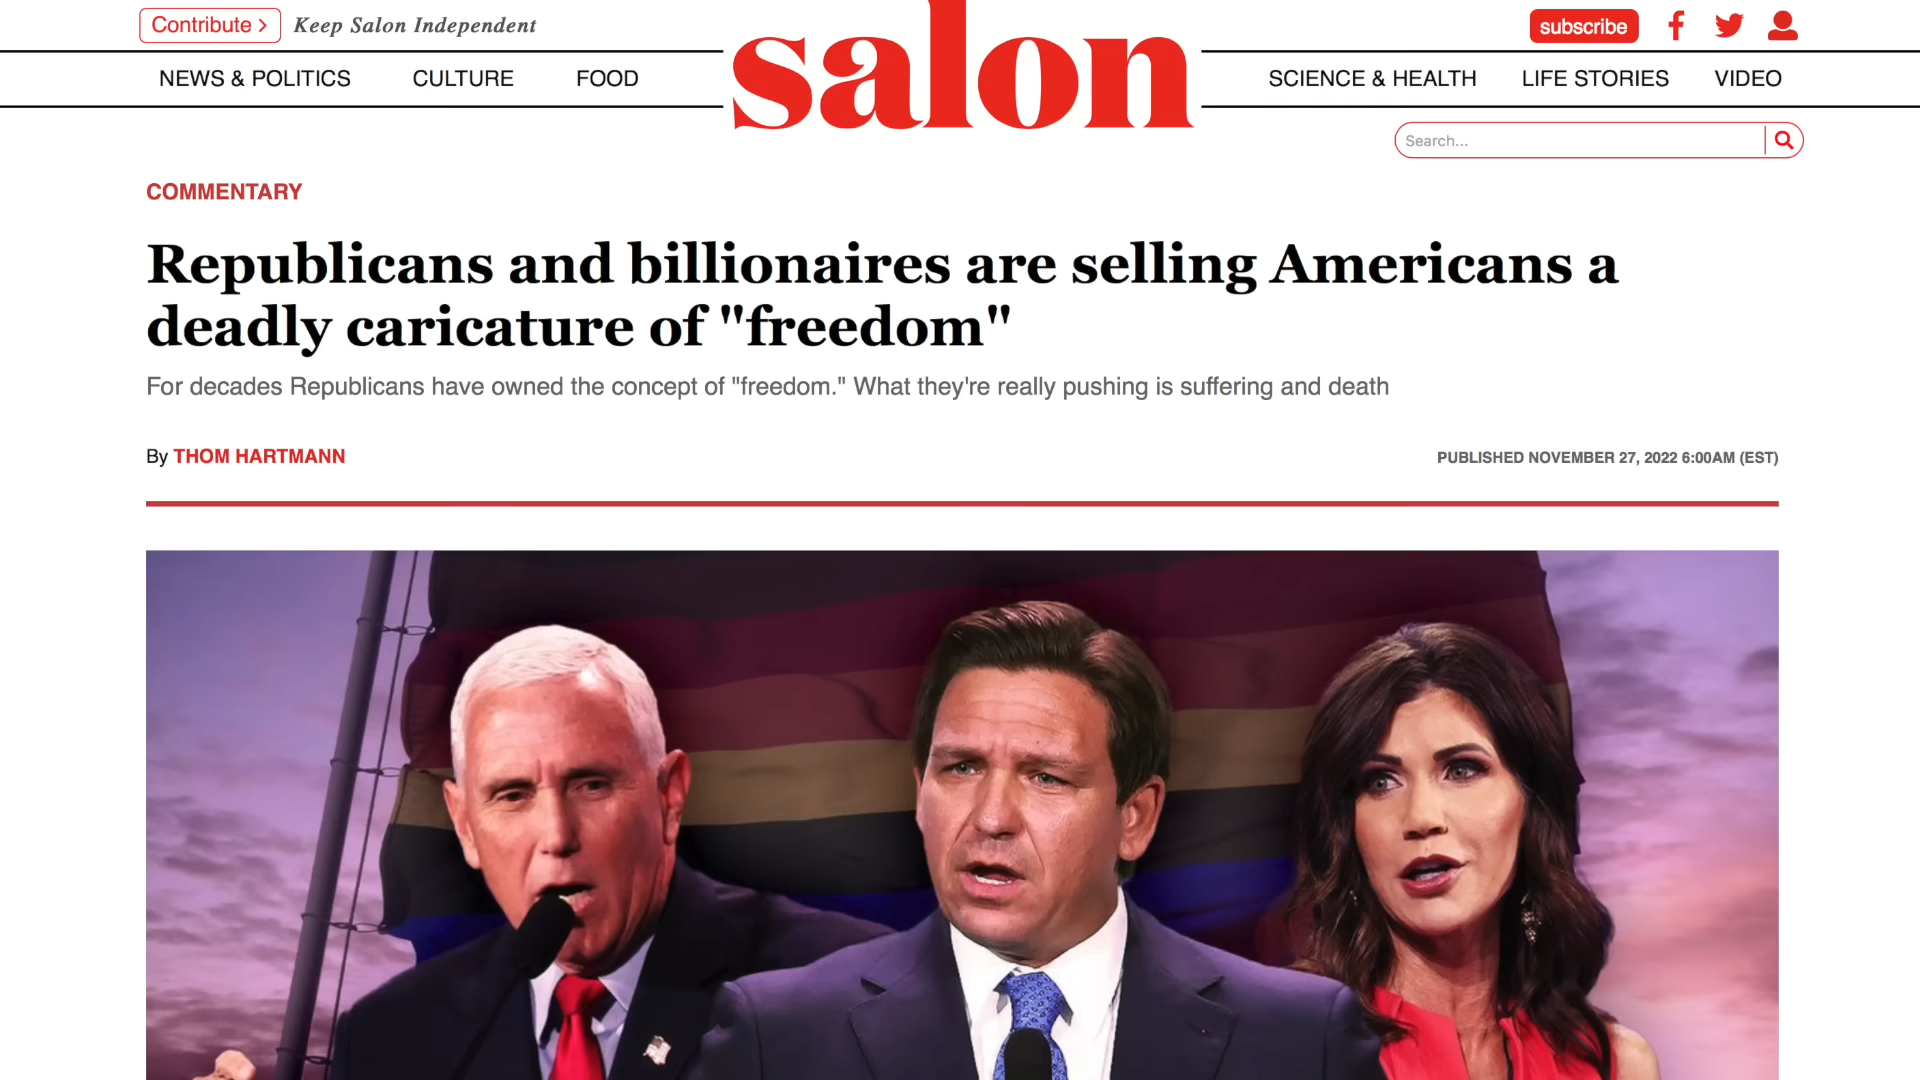 Contribute >
Keep Salon Independent
subscribe
NEWS & POLITICS
CULTURE
FOOD
salon
SCIENCE & HEALTH
LIFE STORIES
VIDEO
Search...
COMMENTARY
Republicans and billionaires are selling Americans a
deadly caricature of "freedom"
For decades Republicans have owned the concept of "freedom." What they're really pushing is suffering and death
By THOM HARTMANN
PUBLISHED NOVEMBER 27, 2022 6:00AM (EST)